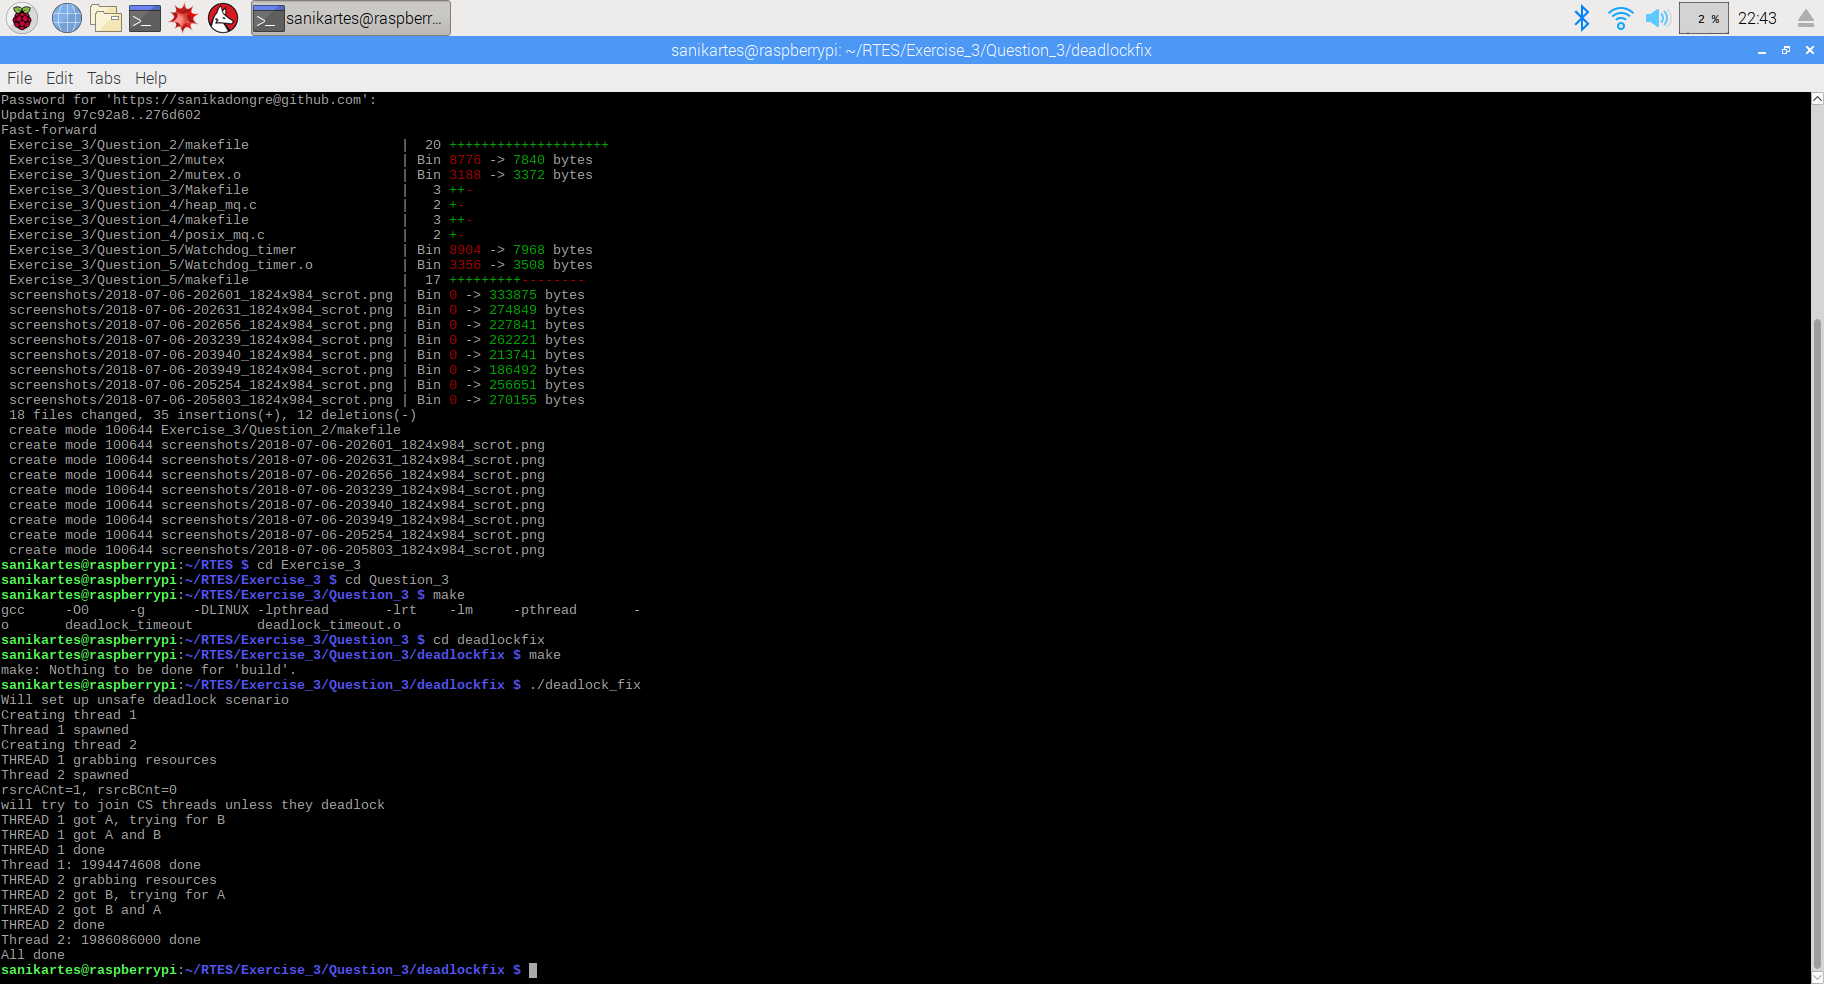 sanikartes@raspberr...
2 %
22:43
sanikartes@raspberrypi: ~/RTES/Exercise_3/Question_3/deadlockfix
File Edit Tabs Help
Password for 'https://sanikadongre@github.com':
Updating 97c92a8..276d602
Fast-forward
 Exercise_3/Question_2/makefile                   |  20 ++++++++++++++++++++
 Exercise_3/Question_2/mutex                      | Bin 8776 -> 7840 bytes
 Exercise_3/Question_2/mutex.o                    | Bin 3188 -> 3372 bytes
 Exercise_3/Question_3/Makefile                   |   3 ++-
 Exercise_3/Question_4/heap_mq.c                  |   2 +-
 Exercise_3/Question_4/makefile                   |   3 ++-
 Exercise_3/Question_4/posix_mq.c                 |   2 +-
 Exercise_3/Question_5/Watchdog_timer             | Bin 8904 -> 7968 bytes
 Exercise_3/Question_5/Watchdog_timer.o           | Bin 3356 -> 3508 bytes
 Exercise_3/Question_5/makefile                   |  17 +++++++++--------
 screenshots/2018-07-06-202601_1824x984_scrot.png | Bin 0 -> 333875 bytes
 screenshots/2018-07-06-202631_1824x984_scrot.png | Bin 0 -> 274849 bytes
 screenshots/2018-07-06-202656_1824x984_scrot.png | Bin 0 -> 227841 bytes
 screenshots/2018-07-06-203239_1824x984_scrot.png | Bin 0 -> 262221 bytes
 screenshots/2018-07-06-203940_1824x984_scrot.png | Bin 0 -> 213741 bytes
 screenshots/2018-07-06-203949_1824x984_scrot.png | Bin 0 -> 186492 bytes
 screenshots/2018-07-06-205254_1824x984_scrot.png | Bin 0 -> 256651 bytes
 screenshots/2018-07-06-205803_1824x984_scrot.png | Bin 0 -> 270155 bytes
 18 files changed, 35 insertions(+), 12 deletions(-)
 create mode 100644 Exercise_3/Question_2/makefile
 create mode 100644 screenshots/2018-07-06-202601_1824x984_scrot.png
 create mode 100644 screenshots/2018-07-06-202631_1824x984_scrot.png
 create mode 100644 screenshots/2018-07-06-202656_1824x984_scrot.png
 create mode 100644 screenshots/2018-07-06-203239_1824x984_scrot.png
 create mode 100644 screenshots/2018-07-06-203940_1824x984_scrot.png
 create mode 100644 screenshots/2018-07-06-203949_1824x984_scrot.png
 create mode 100644 screenshots/2018-07-06-205254_1824x984_scrot.png
 create mode 100644 screenshots/2018-07-06-205803_1824x984_scrot.png
sanikartes@raspberrypi:~/RTES $ cd Exercise_3
sanikartes@raspberrypi:~/RTES/Exercise_3 $ cd Question_3
sanikartes@raspberrypi:~/RTES/Exercise_3/Question_3 $ make
gcc     -O0     -g      -DLINUX -lpthread       -lrt    -lm     -pthread       -
o       deadlock_timeout        deadlock_timeout.o
sanikartes@raspberrypi:~/RTES/Exercise_3/Question_3 $ cd deadlockfix
sanikartes@raspberrypi:~/RTES/Exercise_3/Question_3/deadlockfix $ make
make: Nothing to be done for 'build'.
sanikartes@raspberrypi:~/RTES/Exercise_3/Question_3/deadlockfix $ ./deadlock_fix
Will set up unsafe deadlock scenario
Creating thread 1
Thread 1 spawned
Creating thread 2
THREAD 1 grabbing resources
Thread 2 spawned
rsrcACnt=1, rsrcBCnt=0
will try to join CS threads unless they deadlock
THREAD 1 got A, trying for B
THREAD 1 got A and B
THREAD 1 done
Thread 1: 1994474608 done
THREAD 2 grabbing resources
THREAD 2 got B, trying for A
THREAD 2 got B and A
THREAD 2 done
Thread 2: 1986086000 done
All done
sanikartes@raspberrypi:~/RTES/Exercise_3/Question_3/deadlockfix $